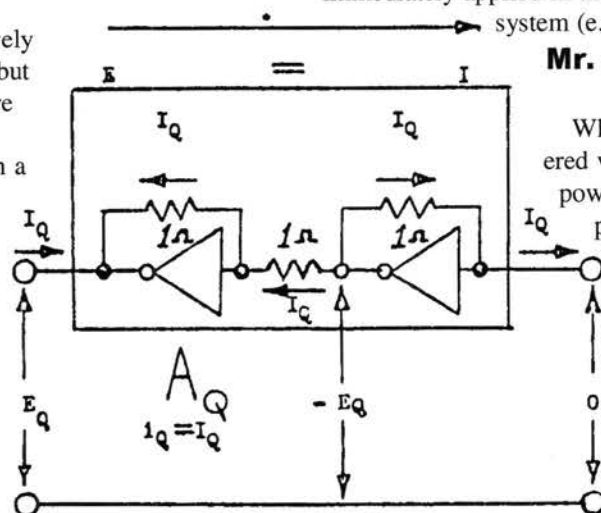 system (e.
ely
E = I
Mr.
but
re
I_Q I_Q
Wh
ered w
n a
pow
I_Q 1Ω 1Ω 1Ω I_Q
p
I_Q
A_Q
E_Q - E_Q 0
i_Q = I_Q